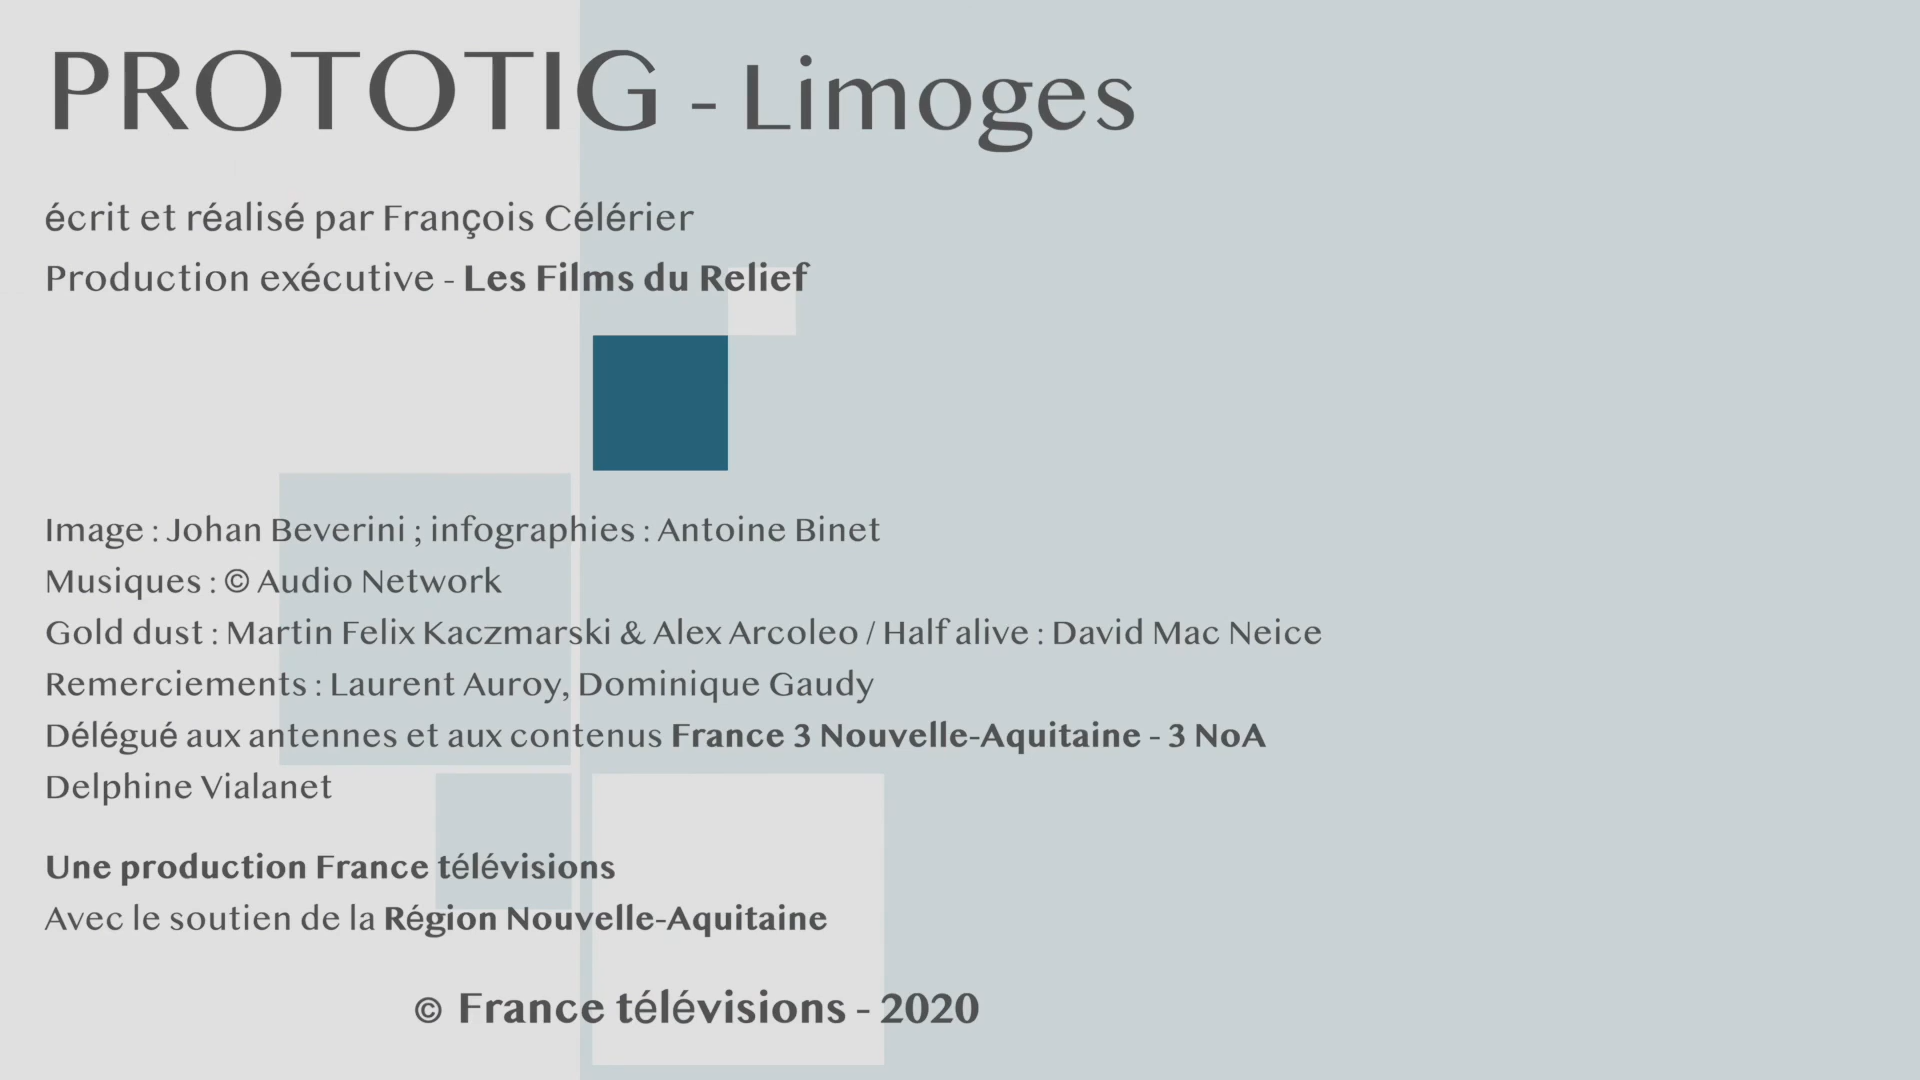 PROTOTIG - Limoges
écrit et réalisé par François Célérier
Production exécutive - Les Films du Relief
Image : Johan Beverini ; infographies : Antoine Binet
Musiques : © Audio Network
Gold dust : Martin Felix Kaczmarski & Alex Arcoleo / Half alive : David Mac Neice
Remerciements : Laurent Auroy, Dominique Gaudy
Délégué aux antennes et aux contenus France 3 Nouvelle-Aquitaine - 3 NoA
Delphine Vialanet
Une production France télévisions
Avec le soutien de la Région Nouvelle-Aquitaine
© France télévisions - 2020